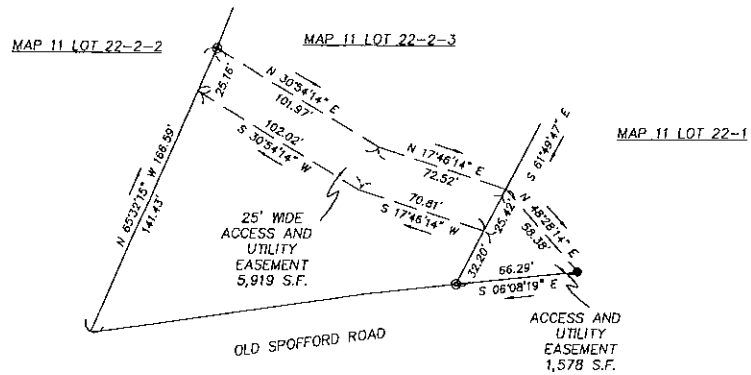 MAP 11 LOT 22-2-2
MAP 11 LOT 22-2-3
MAP 11 LOT 22-1
25.16'
N 30°54'14" E
101.97'
102.02'
S 30°54'14" W
N 17°46'14" E
72.52'
70.81'
S 17°46'14" W
S 61°49'47" E
25.42'
32.20'
N 48°28'14" E
58.38'
66.29'
S 06°08'19" E
N 65°32'15" W 166.59'
141.43'
25' WIDE
ACCESS AND
UTILITY
EASEMENT
5,919 S.F.
OLD SPOFFORD ROAD
ACCESS AND
UTILITY
EASEMENT
1,578 S.F.